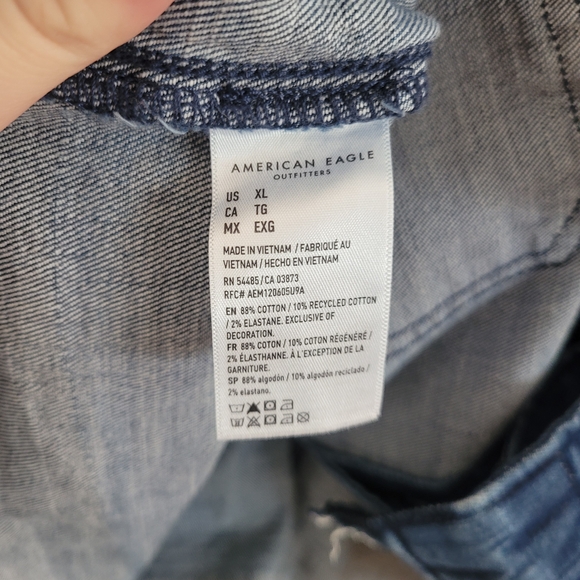 AMERICAN EAGLE
OUTFITTERS
US XL
CA TG
MX EXG
MADE IN VIETNAM / FABRIQUÉ AU
VIETNAM / HECHO EN VIETNAM
RN 54485/CA 03873
RFC# AEM120605U9A
EN 88% COTTON / 10% RECYCLED COTTON
/ 2% ELASTANE. EXCLUSIVE OF
DECORATION.
FR 88% COTON / 10% COTON RÉGÉNÉRÉ /
2% ÉLASTHANNE. À L'EXCEPTION DE LA
GARNITURE.
SP 88% algodón / 10% algodón reciclado /
2% elastano.